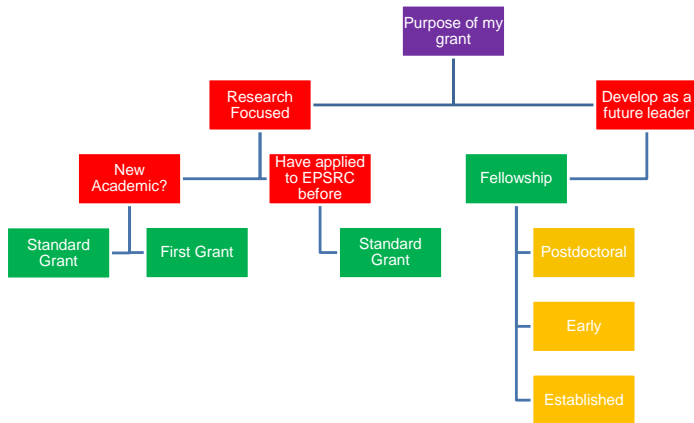 Purpose of my
grant
Research
Focused
Develop as a
future leader
New
Academic?
Have applied
to EPSRC
before
Fellowship
Standard
Grant
First Grant
Standard
Grant
Postdoctoral
Early
Established